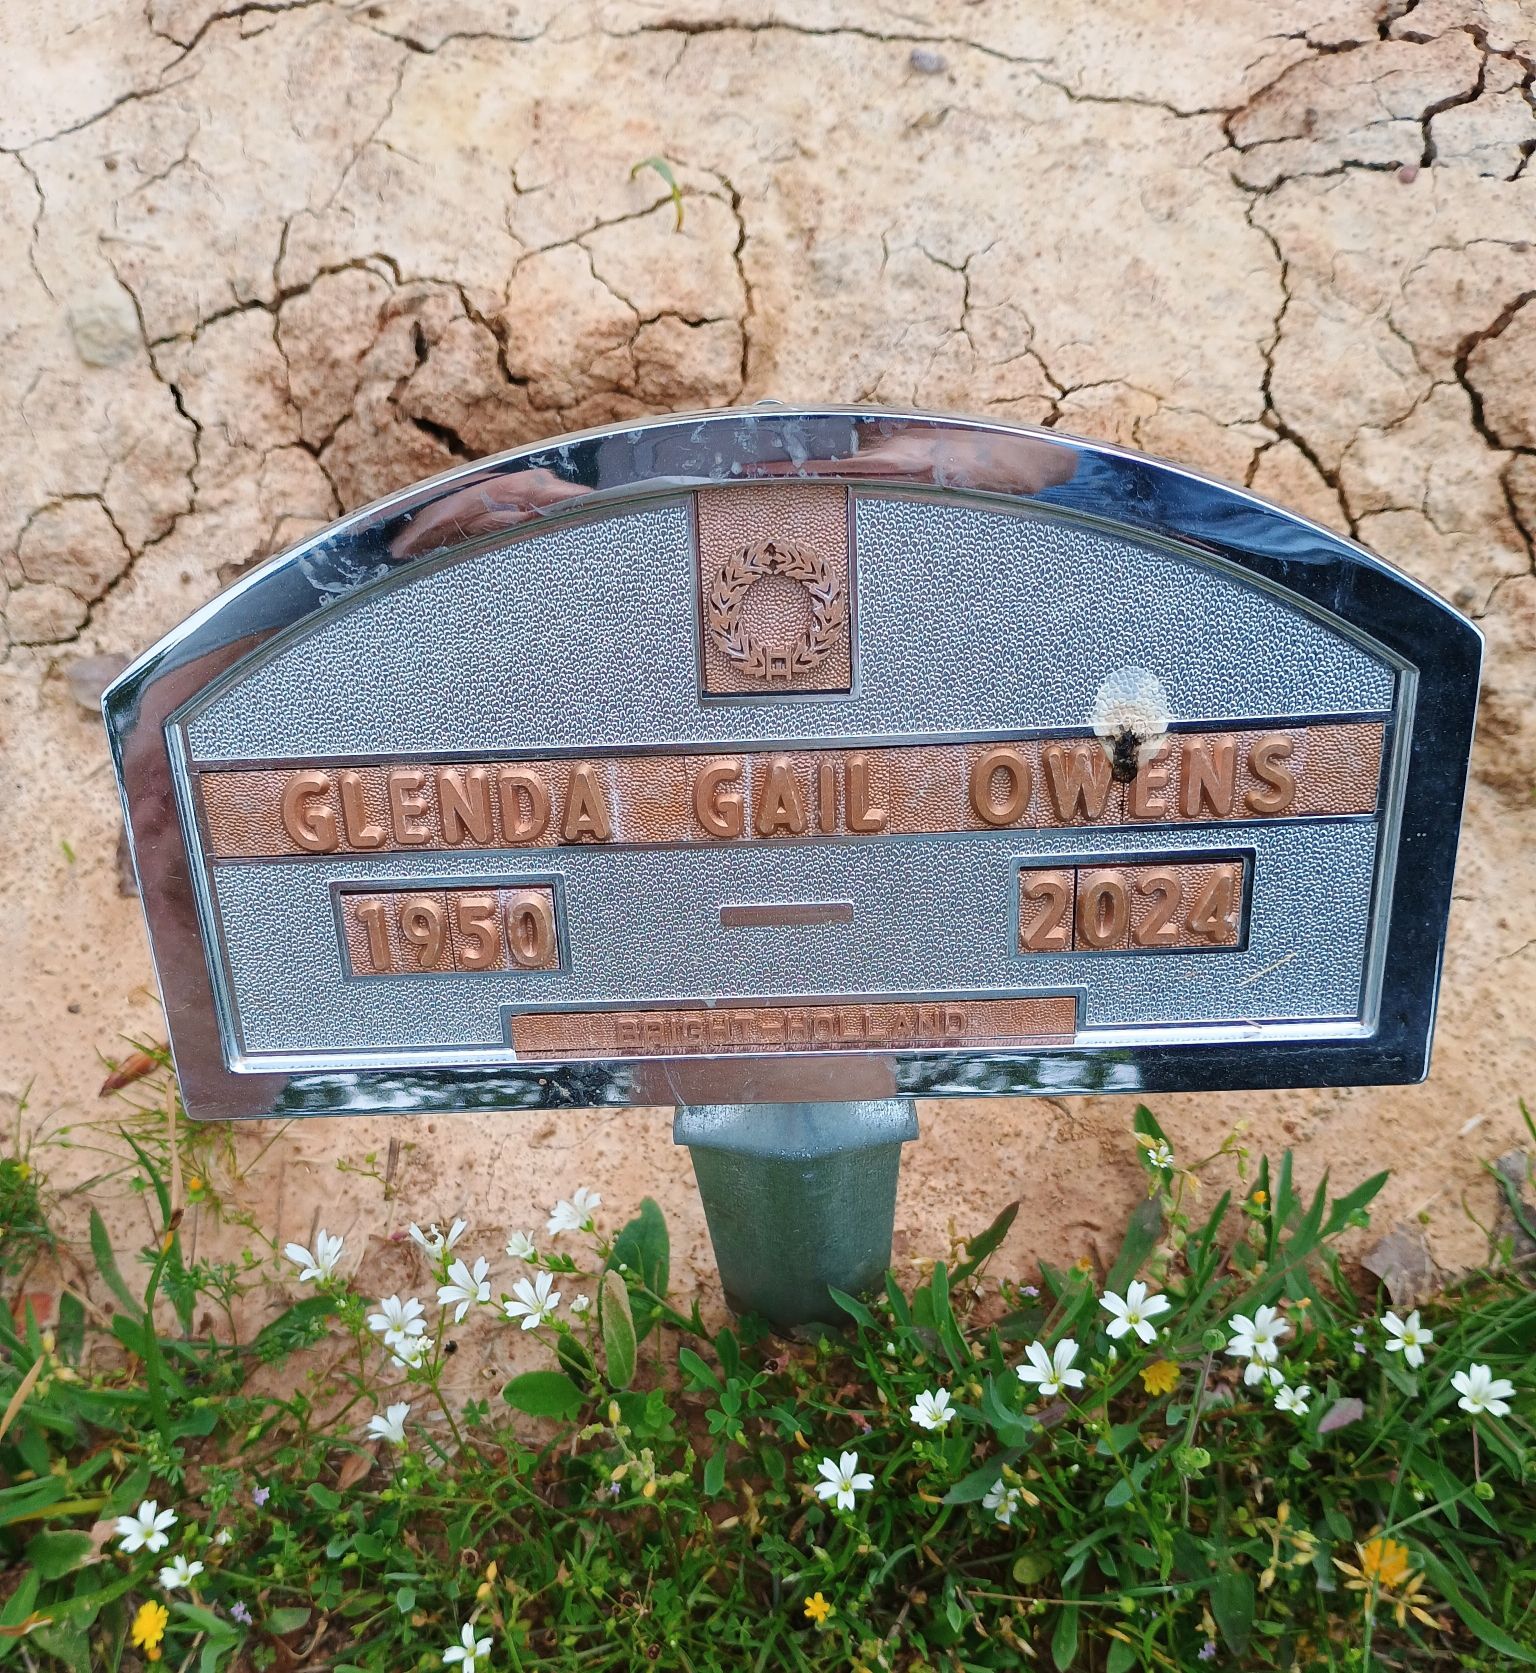 GLENDA GAIL OWENS
1950 — 2024
BRIGHT-HOLLAND